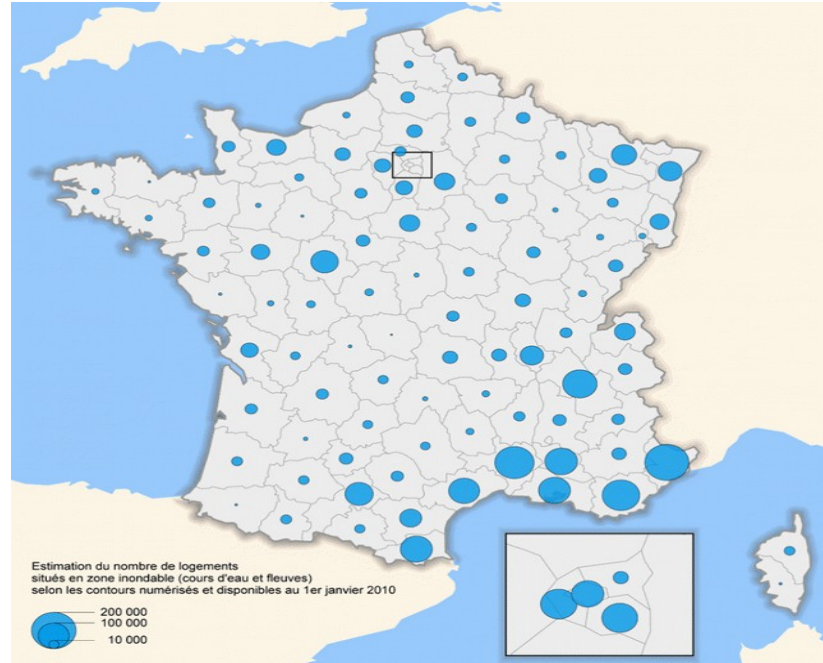 Estimation du nombre de logements
situés en zone inondable (cours d'eau et fleuves)
selon les contours numérisés et disponibles au 1er janvier 2010
200 000
100 000
10 000